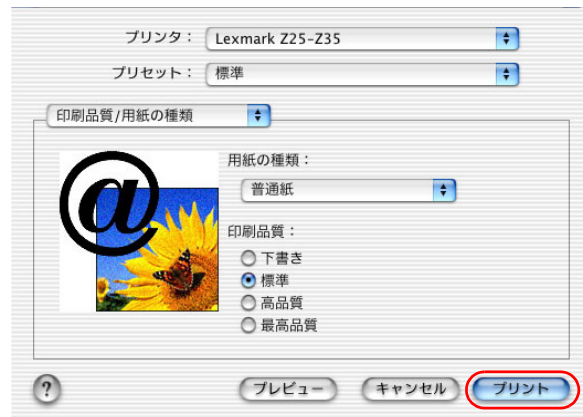 プリンタ： Lexmark Z25-Z35
プリセット： 標準
印刷品質/用紙の種類
用紙の種類：
普通紙
印刷品質：
下書き
標準
高品質
最高品質
@
? プレビュー キャンセル プリント